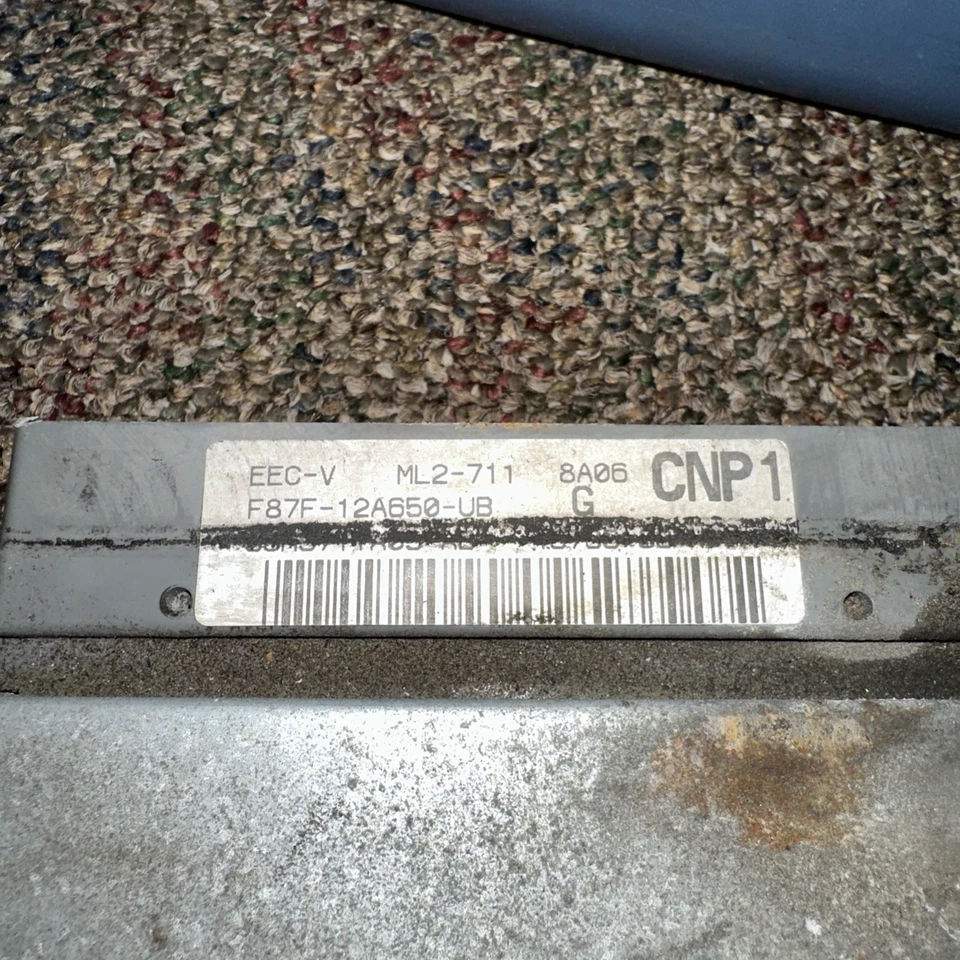 EEC-V ML2-711 8A06 CNP1
F87F-12A650-UB G